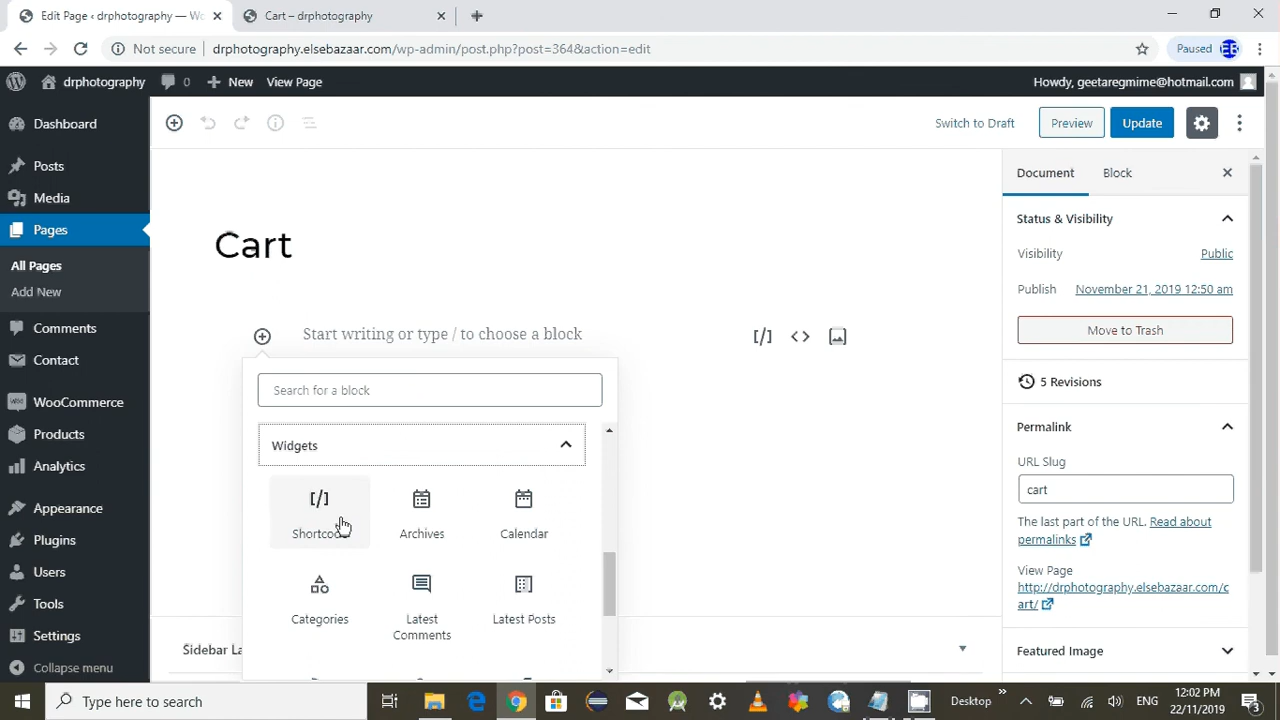 Edit Page ‹ drphotography — Wo
Cart – drphotography
Not secure
drphotography.elsebazaar.com/wp-admin/post.php?post=364&action=edit
Paused
EB
drphotography
0
New
View Page
Howdy, geetaregmime@hotmail.com
Dashboard
Posts
Media
Pages
All Pages
Add New
Comments
Contact
WooCommerce
Products
Analytics
Appearance
Plugins
Users
Tools
Settings
Collapse menu
Switch to Draft
Preview
Update
Cart
Start writing or type / to choose a block
Search for a block
Widgets
Shortcode
Archives
Calendar
Categories
Latest
Comments
Latest Posts
Sidebar La
Document
Block
Status & Visibility
Visibility
Public
Publish
November 21, 2019 12:50 am
Move to Trash
5 Revisions
Permalink
URL Slug
cart
The last part of the URL. Read about
permalinks
View Page
http://drphotography.elsebazaar.com/c
art/
Featured Image
Type here to search
Desktop
ENG
12:02 PM
22/11/2019
3